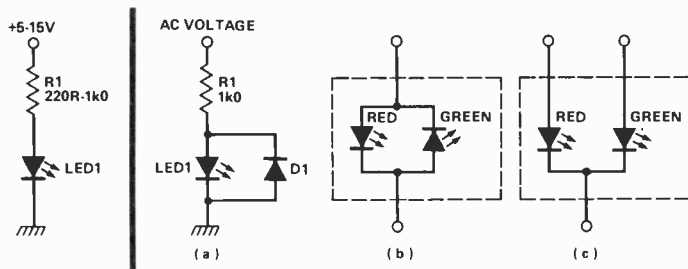 +5-15V
R1
220R-1k0
LED1
AC VOLTAGE
R1
1k0
LED1
D1
(a)
RED
GREEN
(b)
RED
GREEN
(c)